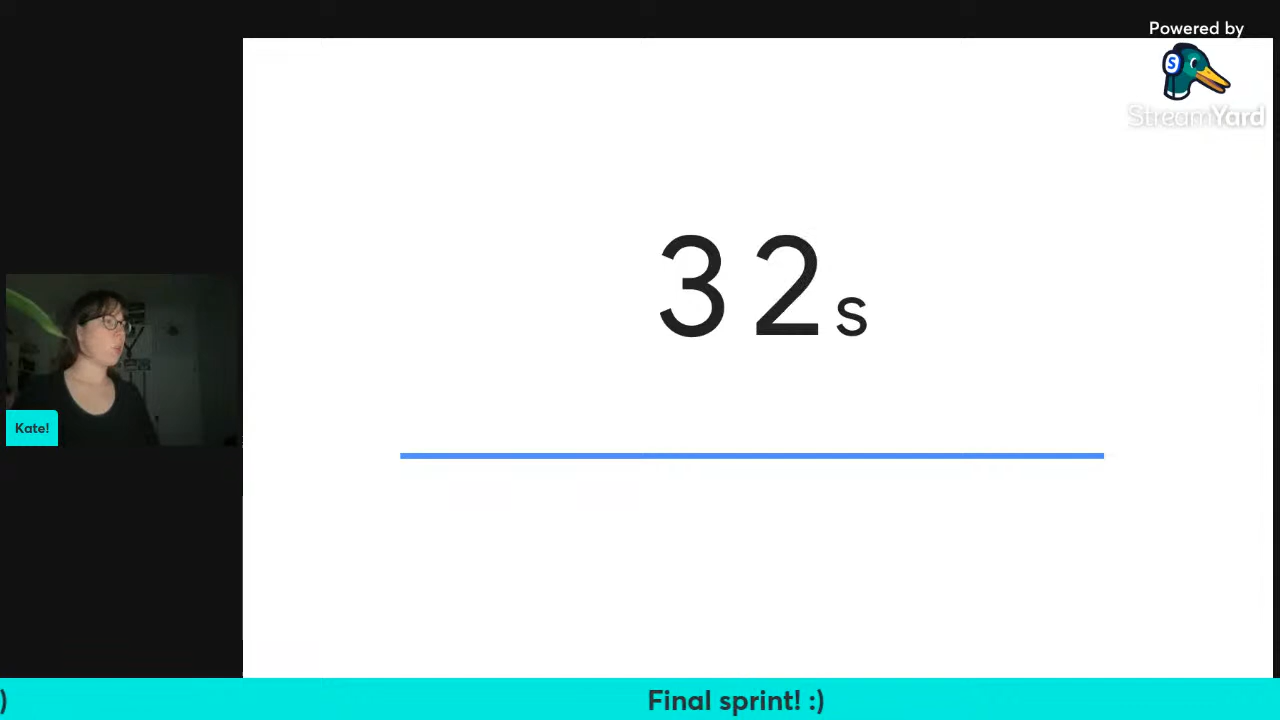 Powered by
S
StreamYard
32s
Kate!
)
Final sprint! :)